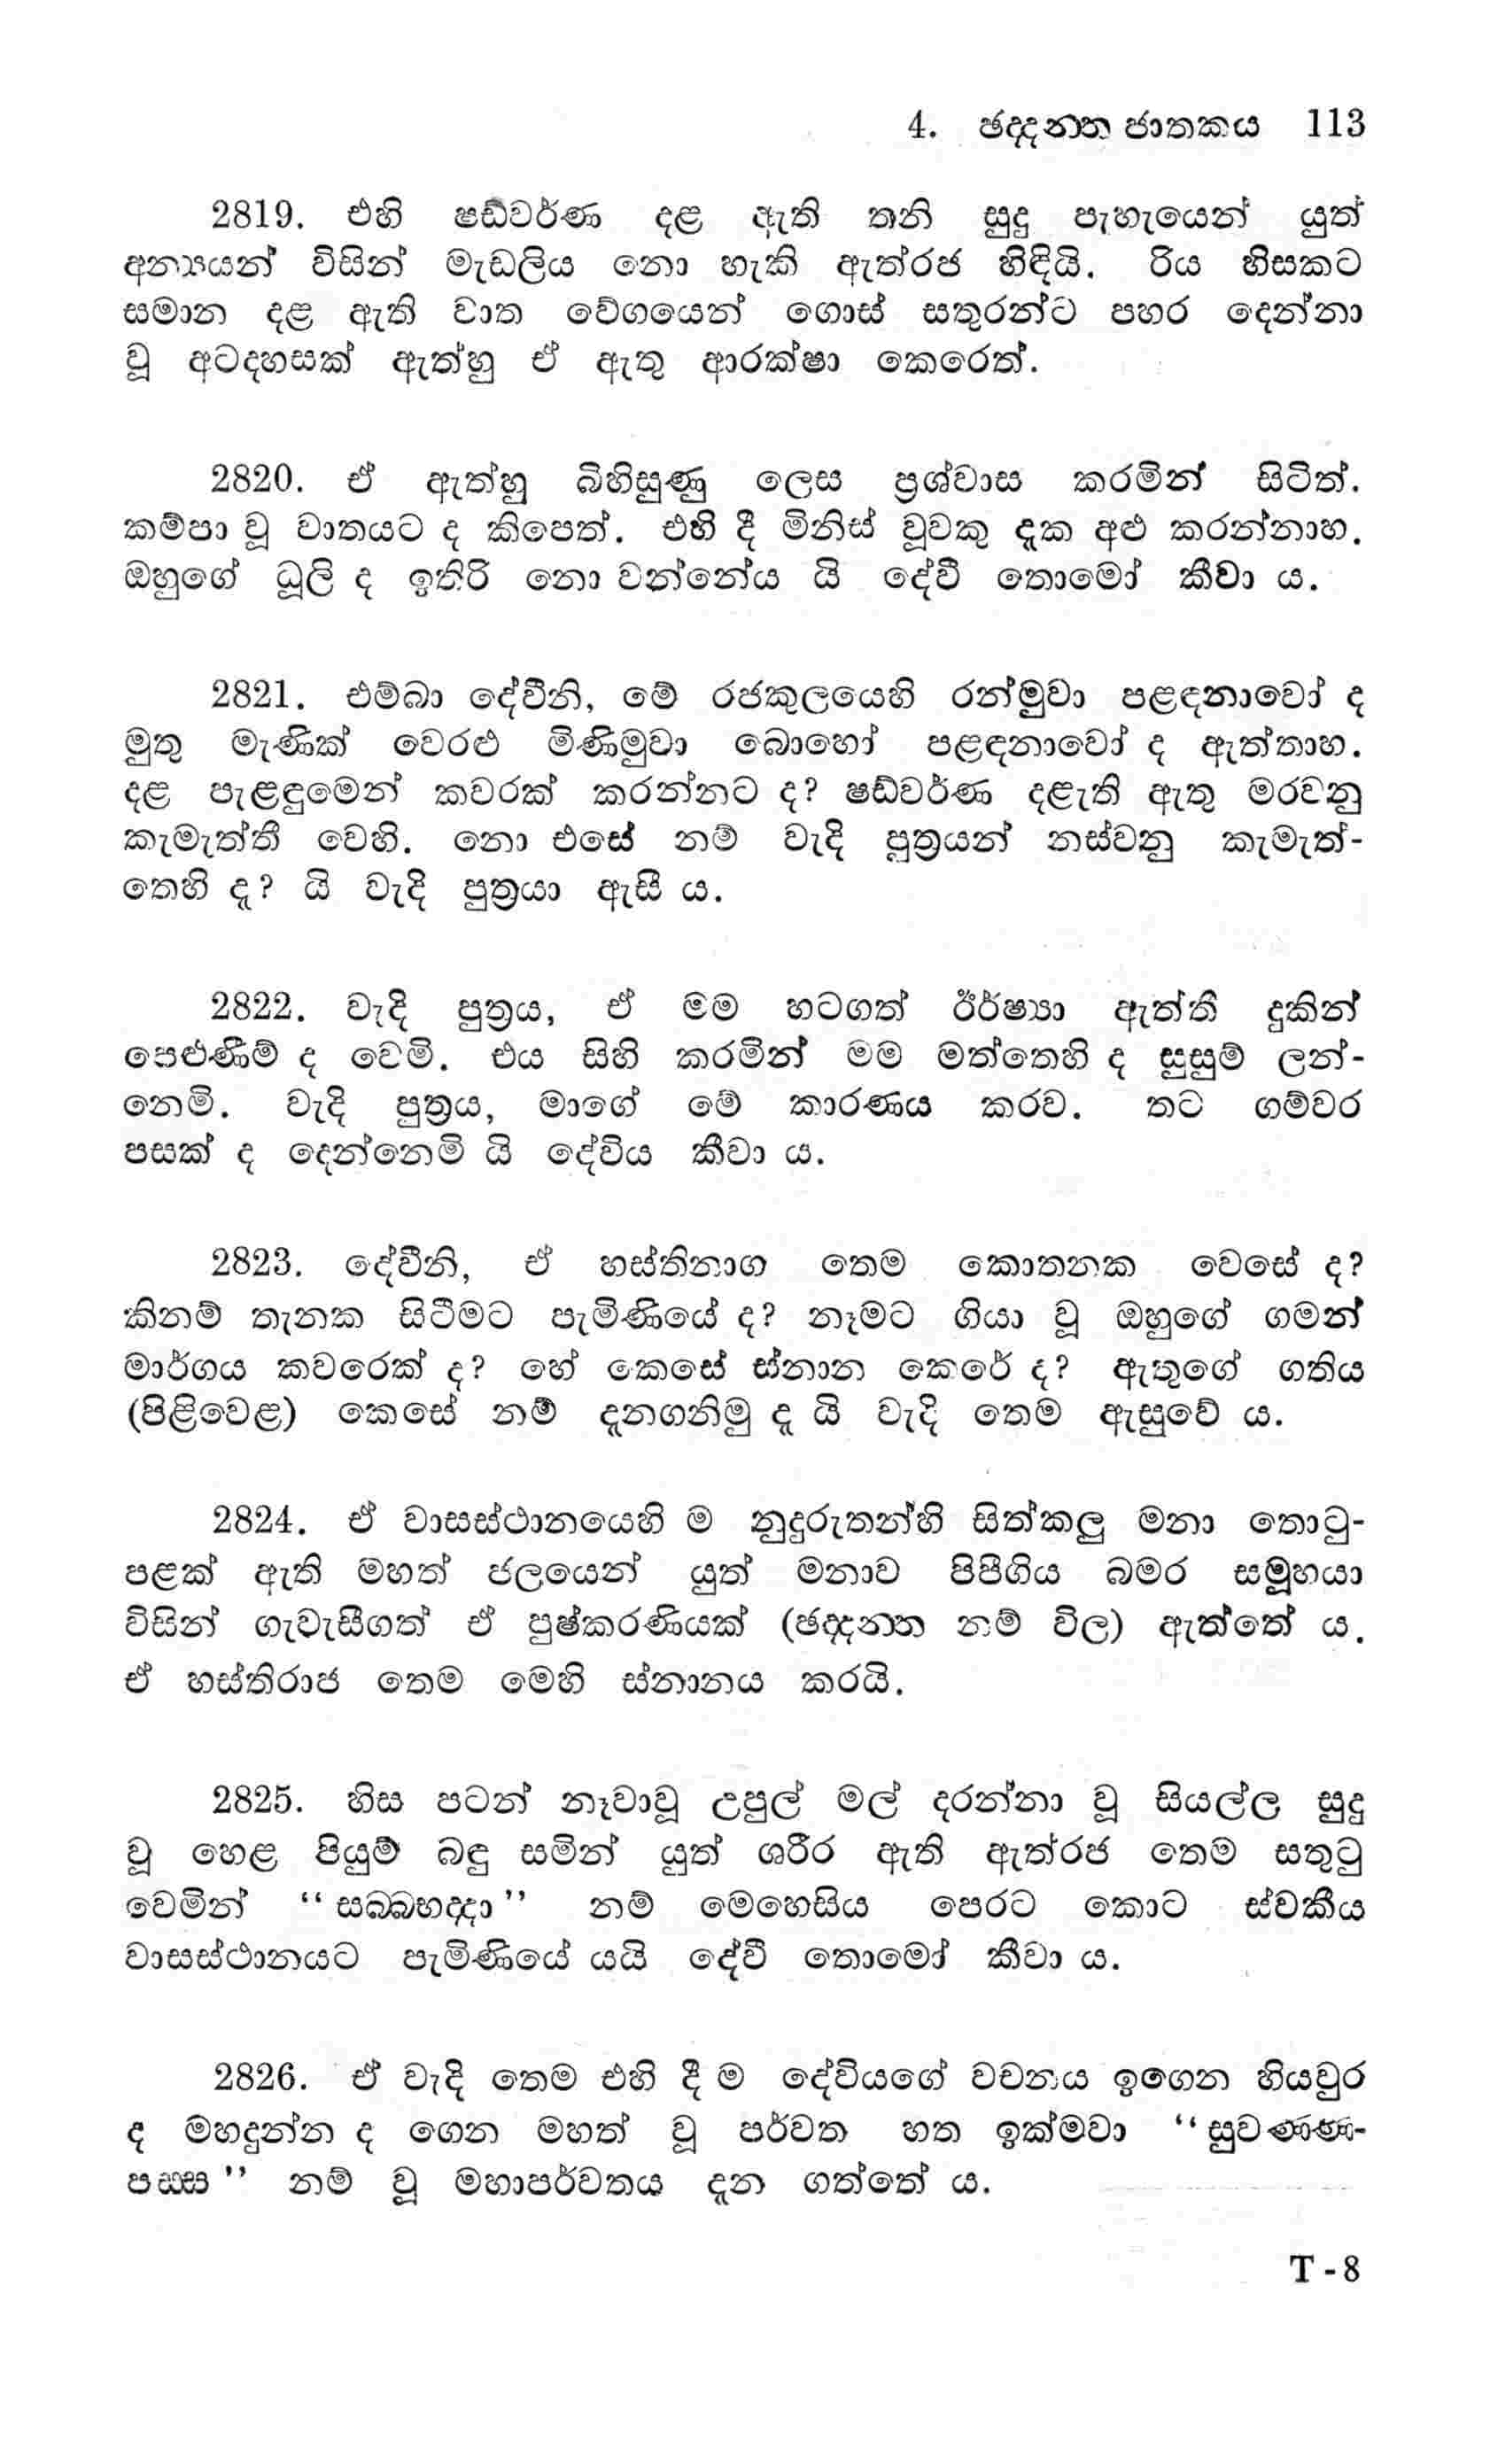 4. ඡද්දන්ත ජාතකය 113
2819. එහි ෂඩ්වර්ණ දළ ඇති තනි සුදු පැහැයෙන් යුත්
අන්‍යයන් විසින් මැඩලිය නො හැකි ඇත්රජ හිඳියි. රිය හිසකට
සමාන දළ ඇති වාත වේගයෙන් ගොස් සතුරන්ට පහර දෙන්නා
වූ අටදහසක් ඇත්හු ඒ ඇතු ආරක්ෂා කෙරෙත්.
2820. ඒ ඇත්හු බිහිසුණු ලෙස ප්‍රශ්වාස කරමින් සිටිත්.
කම්පා වූ වාතයට ද කිපෙත්. එහි දී මිනිස් වූවකු දැක අළු කරන්නාහ.
ඔහුගේ ධූලි ද ඉතිරි නො වන්නේය යි දේවී තොමෝ කීවා ය.
2821. එම්බා දේවීනි, මේ රජකුලයෙහි රන්මුවා පළඳනාවෝ ද
මුතු මැණික් වෙරළු මිණිමුවා බොහෝ පළඳනාවෝ ද ඇත්තාහ.
දළ පැළඳුමෙන් කවරක් කරන්නට ද? ෂඩ්වර්ණ දළැති ඇතු මරවනු
කැමැත්තී වෙහි. නො එසේ නම් වැදි පුත්‍රයන් නස්වනු කැමැත්-
තෙහි දැ? යි වැදි පුත්‍රයා ඇසී ය.
2822. වැදි පුත්‍රය, ඒ මම හටගත් ඊර්ෂ්‍යා ඇත්තී දුකින්
පෙළුණීම් ද වෙමි. එය සිහි කරමින් මම මත්තෙහි ද සුසුම් ලන්-
නෙමි. වැදි පුත්‍රය, මාගේ මේ කාරණය කරව. තට ගම්වර
පසක් ද දෙන්නෙමි යි දේවිය කීවා ය.
2823. දේවීනි, ඒ හස්තිනාග තෙම කොතනක වෙසේ ද?
කිනම් තැනක සිටීමට පැමිණියේ ද? නෑමට ගියා වූ ඔහුගේ ගමන්
මාර්ගය කවරෙක් ද? හේ කෙසේ ස්නාන කෙරේ ද? ඇතුගේ ගතිය
(පිළිවෙළ) කෙසේ නම් දැනගනිමු දැ යි වැදි තෙම ඇසුවේ ය.
2824. ඒ වාසස්ථානයෙහි ම නුදුරුතන්හි සිත්කලු මනා තොටු-
පළක් ඇති මහත් ජලයෙන් යුත් මනාව පිපීගිය බමර සමූහයා
විසින් ගැවැසීගත් ඒ පුෂ්කරණියක් (ඡද්දන්ත නම් විල) ඇත්තේ ය.
ඒ හස්තිරාජ තෙම මෙහි ස්නානය කරයි.
2825. හිස පටන් නෑවාවූ උපුල් මල් දරන්නා වූ සියල්ල සුදු
වූ හෙළ පියුම් බඳු සමින් යුත් ශරීර ඇති ඇත්රජ තෙම සතුටු
වෙමින් “සබ්බභද්දා” නම් මෙහෙසිය පෙරට කොට ස්වකීය
වාසස්ථානයට පැමිණියේ යයි දේවී තොමෝ කීවා ය.
2826. ඒ වැදි තෙම එහි දී ම දේවියගේ වචනය ඉගෙන හියවුර
ද මහදුන්න ද ගෙන මහත් වූ පර්වත හත ඉක්මවා “සුවණ්ණ-
පස්ස” නම් වූ මහාපර්වතය දැන ගත්තේ ය.
T-8